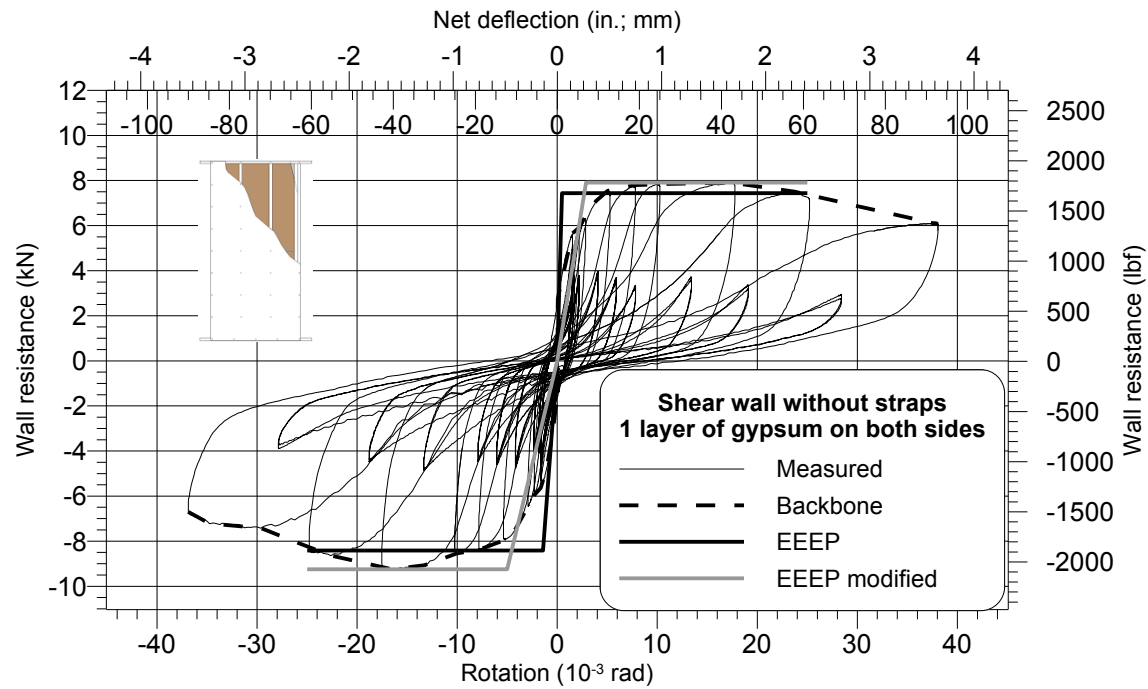 Net deflection (in.; mm)
-4 -3 -2 -1 0 1 2 3 4
12
-100 -80 -60 -40 -20 0 20 40 60 80 100
2500
10
2000
8
1500
6
1000
4
500
2
0
0
-500
-2
-1000
-4
-1500
-6
-2000
-8
-10
Wall resistance (kN)
Wall resistance (lbf)
Shear wall without straps
1 layer of gypsum on both sides
Measured
Backbone
EEEP
EEEP modified
-40 -30 -20 -10 0 10 20 30 40
Rotation (10⁻³ rad)